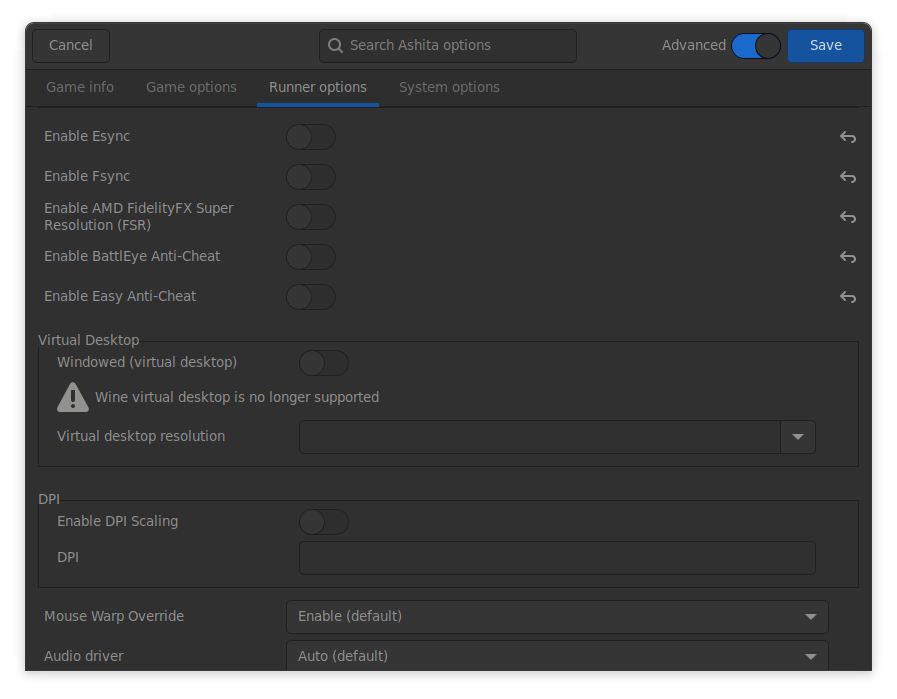 Cancel
Search Ashita options
Advanced
Save
Game info
Game options
Runner options
System options
Enable Esync
Enable Fsync
Enable AMD FidelityFX Super
Resolution (FSR)
Enable BattlEye Anti-Cheat
Enable Easy Anti-Cheat
Virtual Desktop
Windowed (virtual desktop)
Wine virtual desktop is no longer supported
Virtual desktop resolution
DPI
Enable DPI Scaling
DPI
Mouse Warp Override
Enable (default)
Audio driver
Auto (default)